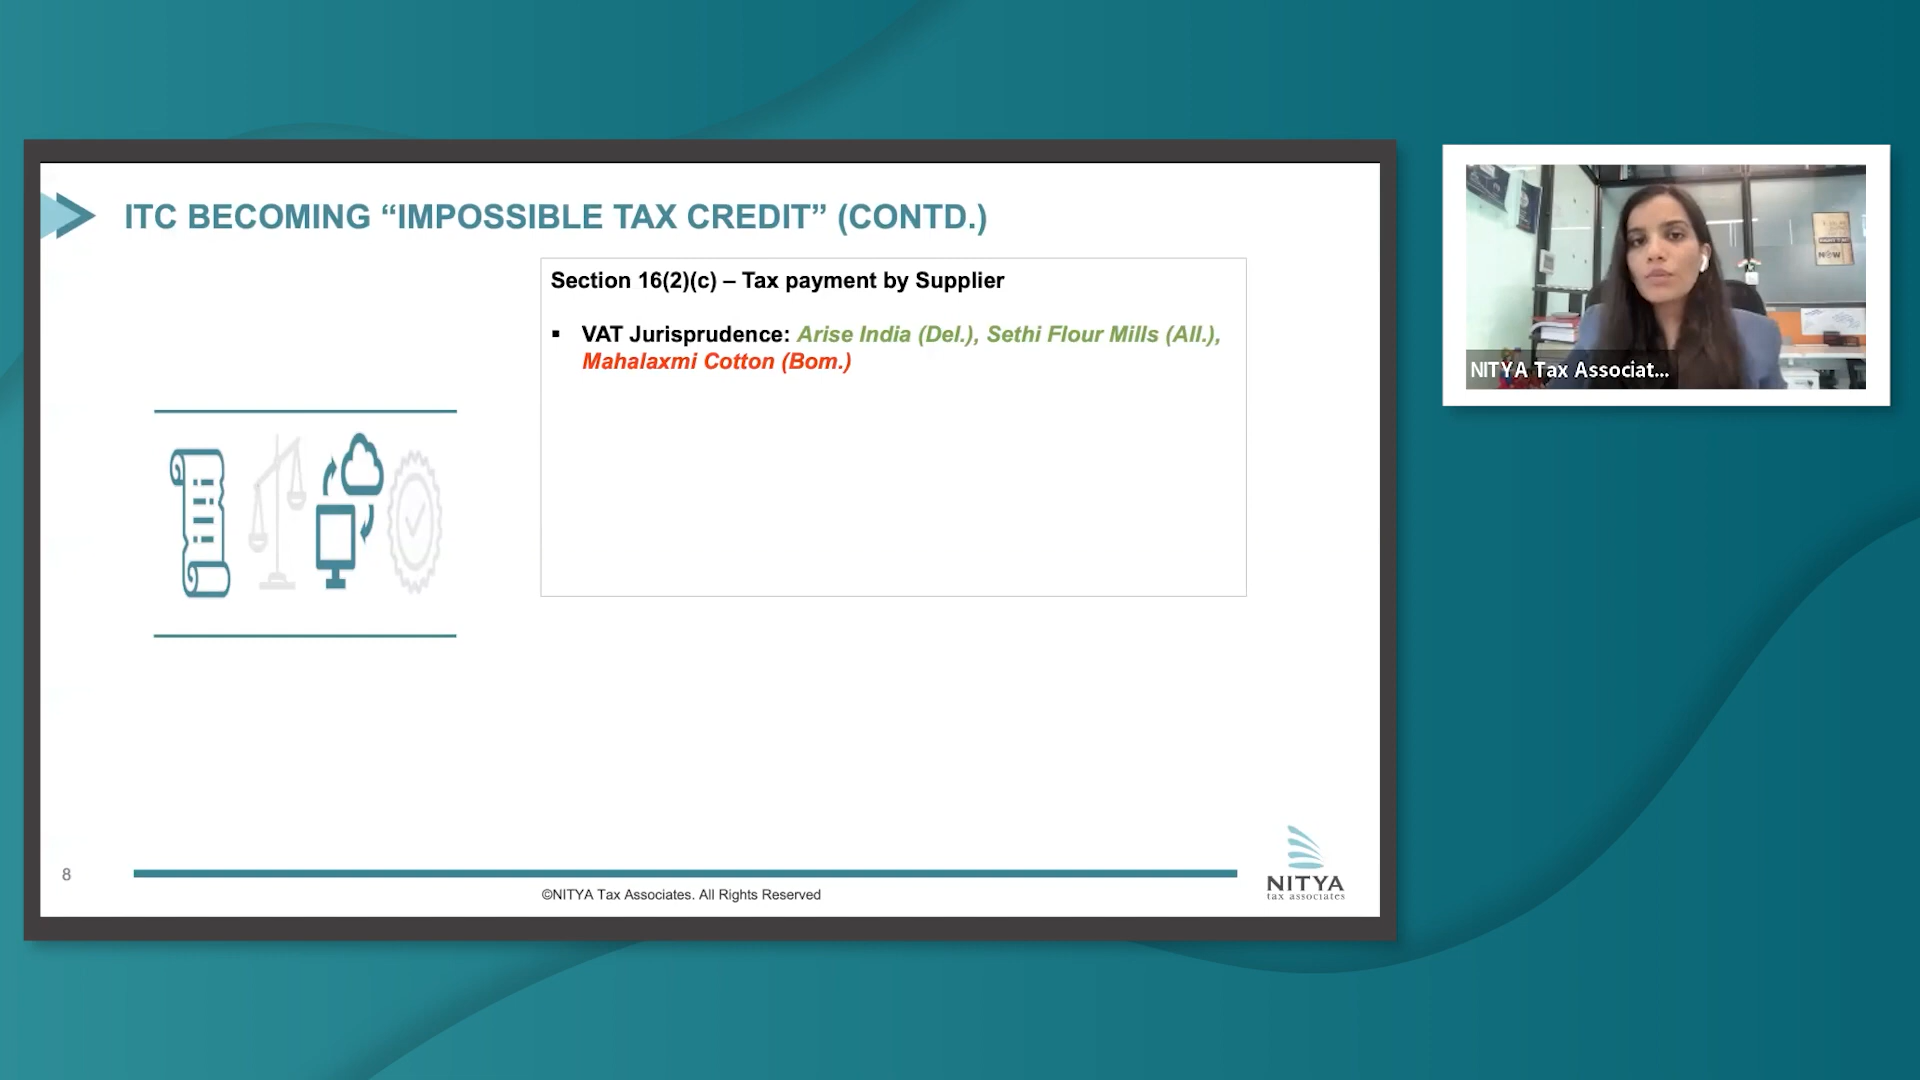 ITC BECOMING “IMPOSSIBLE TAX CREDIT” (CONTD.)
Section 16(2)(c) – Tax payment by Supplier
▪ VAT Jurisprudence: Arise India (Del.), Sethi Flour Mills (All.),
Mahalaxmi Cotton (Bom.)
8
©NITYA Tax Associates. All Rights Reserved
NITYA
tax associates
NITYA Tax Associat...
NOW